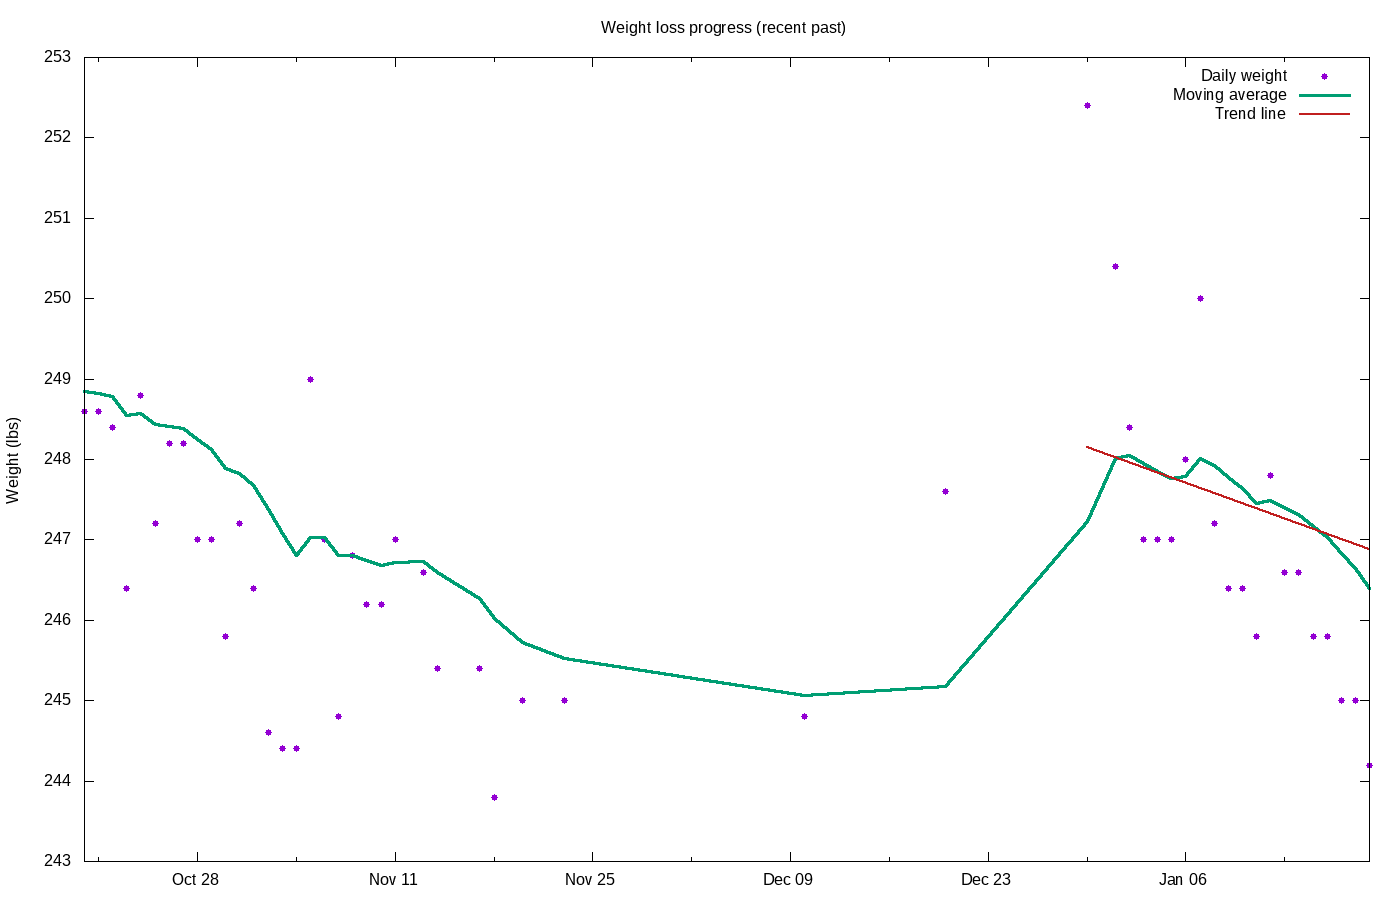 Weight loss progress (recent past)
253
252
251
250
249
248
247
246
245
244
243
Weight (lbs)
Daily weight
Moving average
Trend line
Oct 28
Nov 11
Nov 25
Dec 09
Dec 23
Jan 06